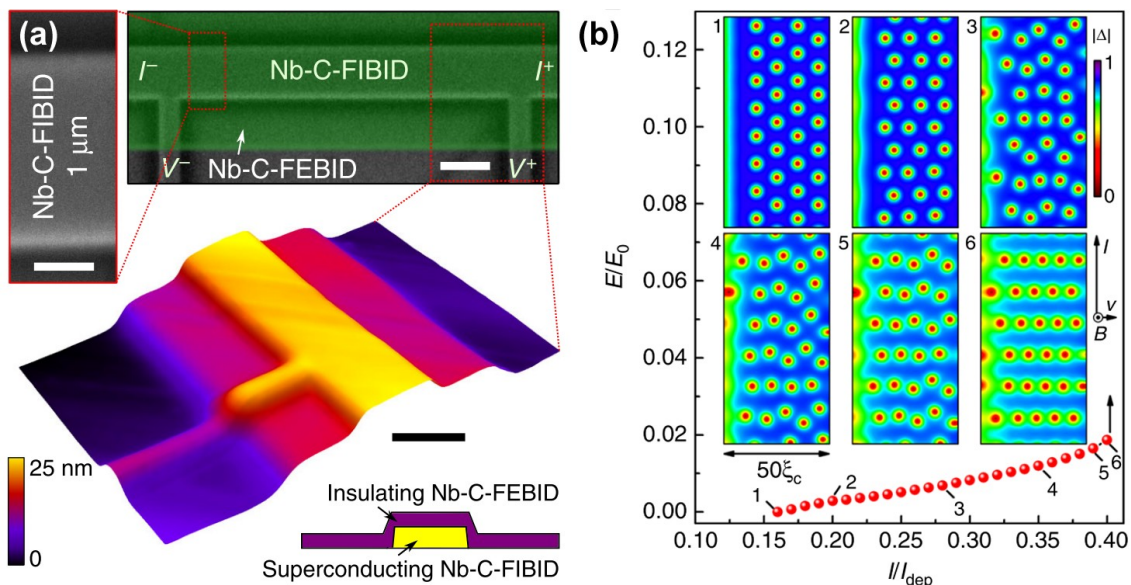 (a)
Nb-C-FIBID
1 μm
I⁻
Nb-C-FIBID
I⁺
V⁻
Nb-C-FEBID
V⁺
25 nm
0
Insulating Nb-C-FEBID
Superconducting Nb-C-FIBID
(b)
E/E₀
0.12
0.10
0.08
0.06
0.04
0.02
0.00
1
2
3
|Δ|
1
0
4
5
6
I
v
B
50ξc
1
2
3
4
5
6
0.10 0.15 0.20 0.25 0.30 0.35 0.40
I/Idep